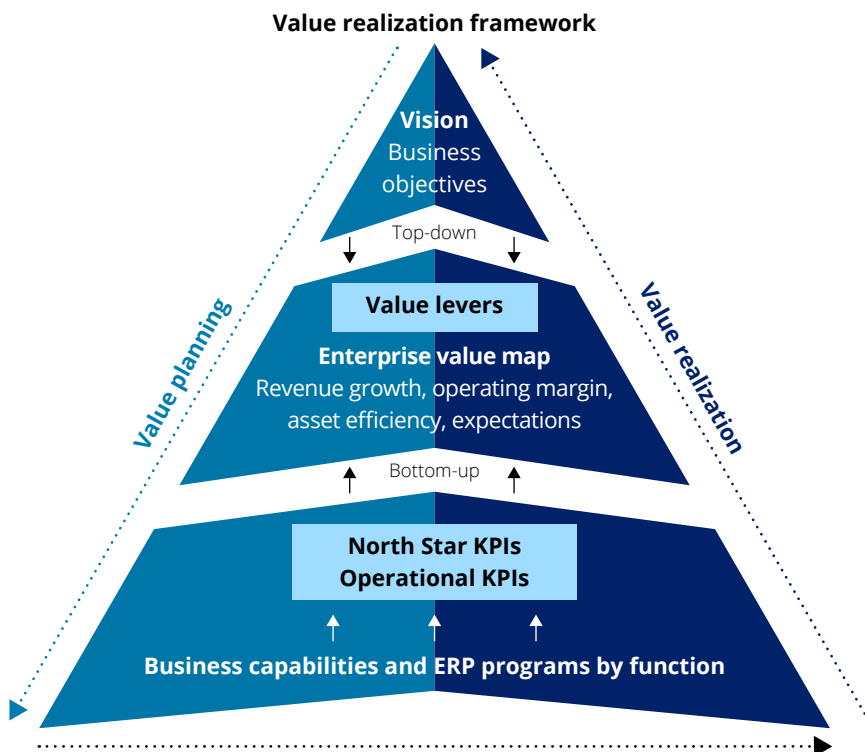 Value realization framework
Vision
Business
objectives
Top-down
Value planning
Value realization
Value levers
Enterprise value map
Revenue growth, operating margin,
asset efficiency, expectations
Bottom-up
North Star KPIs
Operational KPIs
Business capabilities and ERP programs by function